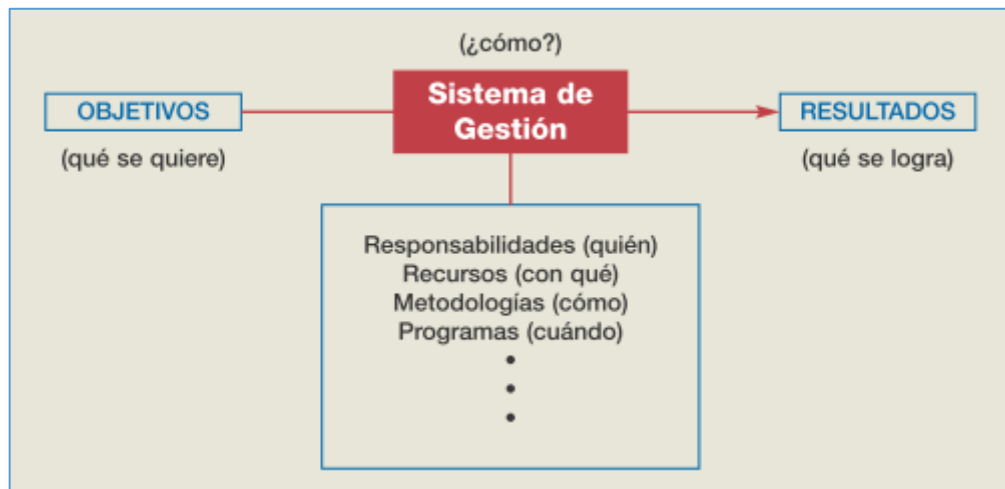 (¿cómo?)
OBJETIVOS
Sistema de
Gestión
RESULTADOS
(qué se quiere)
(qué se logra)
Responsabilidades (quién)
Recursos (con qué)
Metodologías (cómo)
Programas (cuándo)
•
•
•